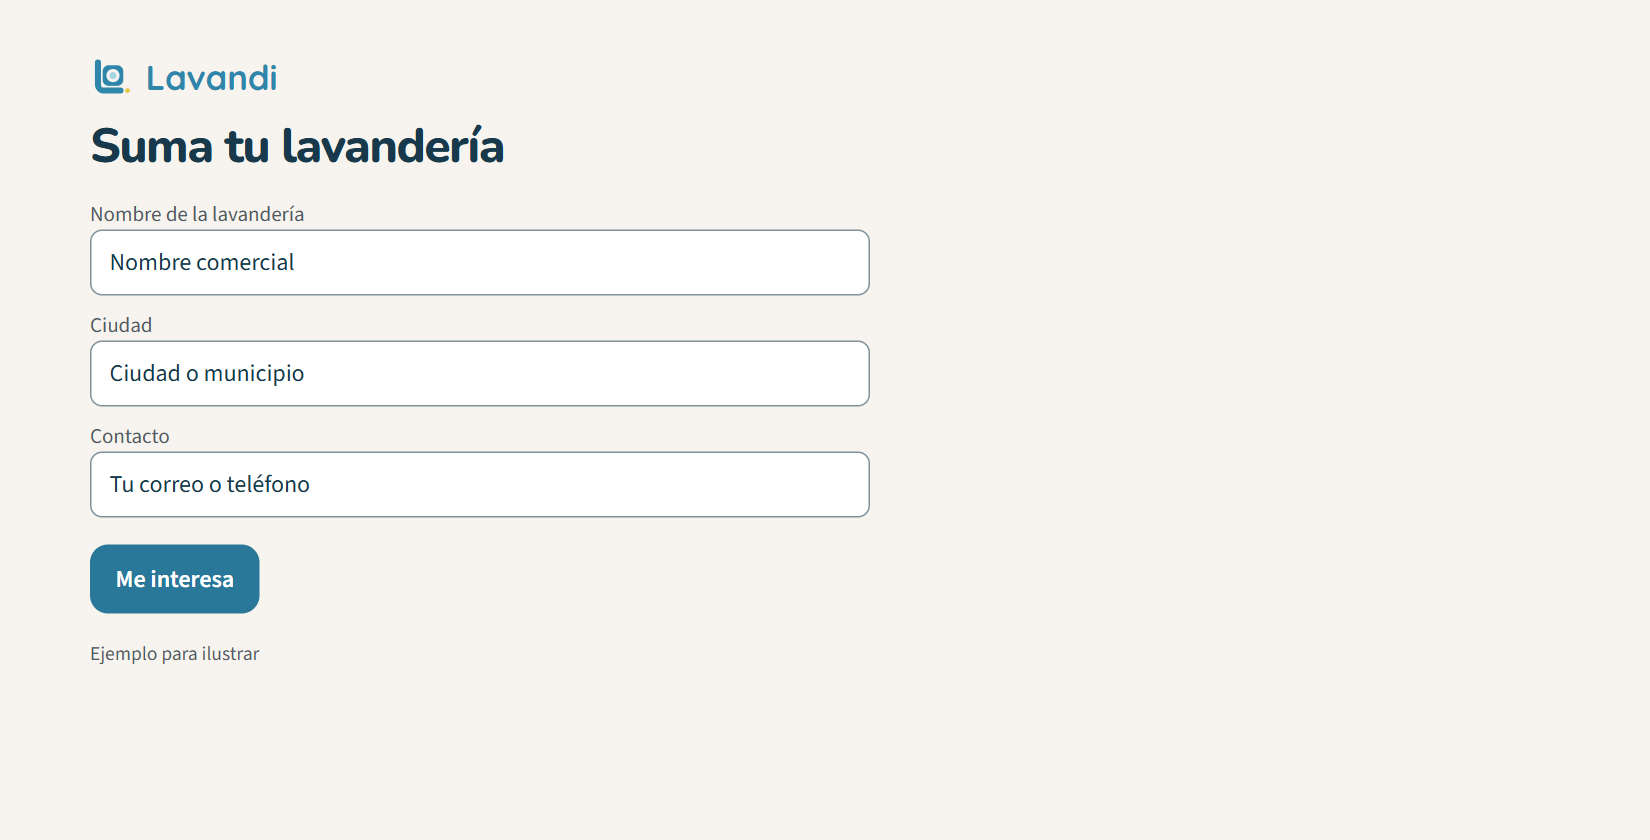 Lavandi
Suma tu lavandería
Nombre de la lavandería
Nombre comercial
Ciudad
Ciudad o municipio
Contacto
Tu correo o teléfono
Me interesa
Ejemplo para ilustrar